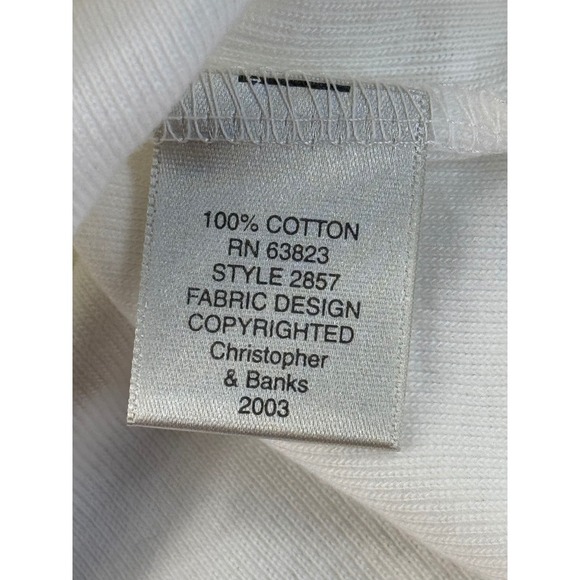 100% COTTON
RN 63823
STYLE 2857
FABRIC DESIGN
COPYRIGHTED
Christopher
& Banks
2003